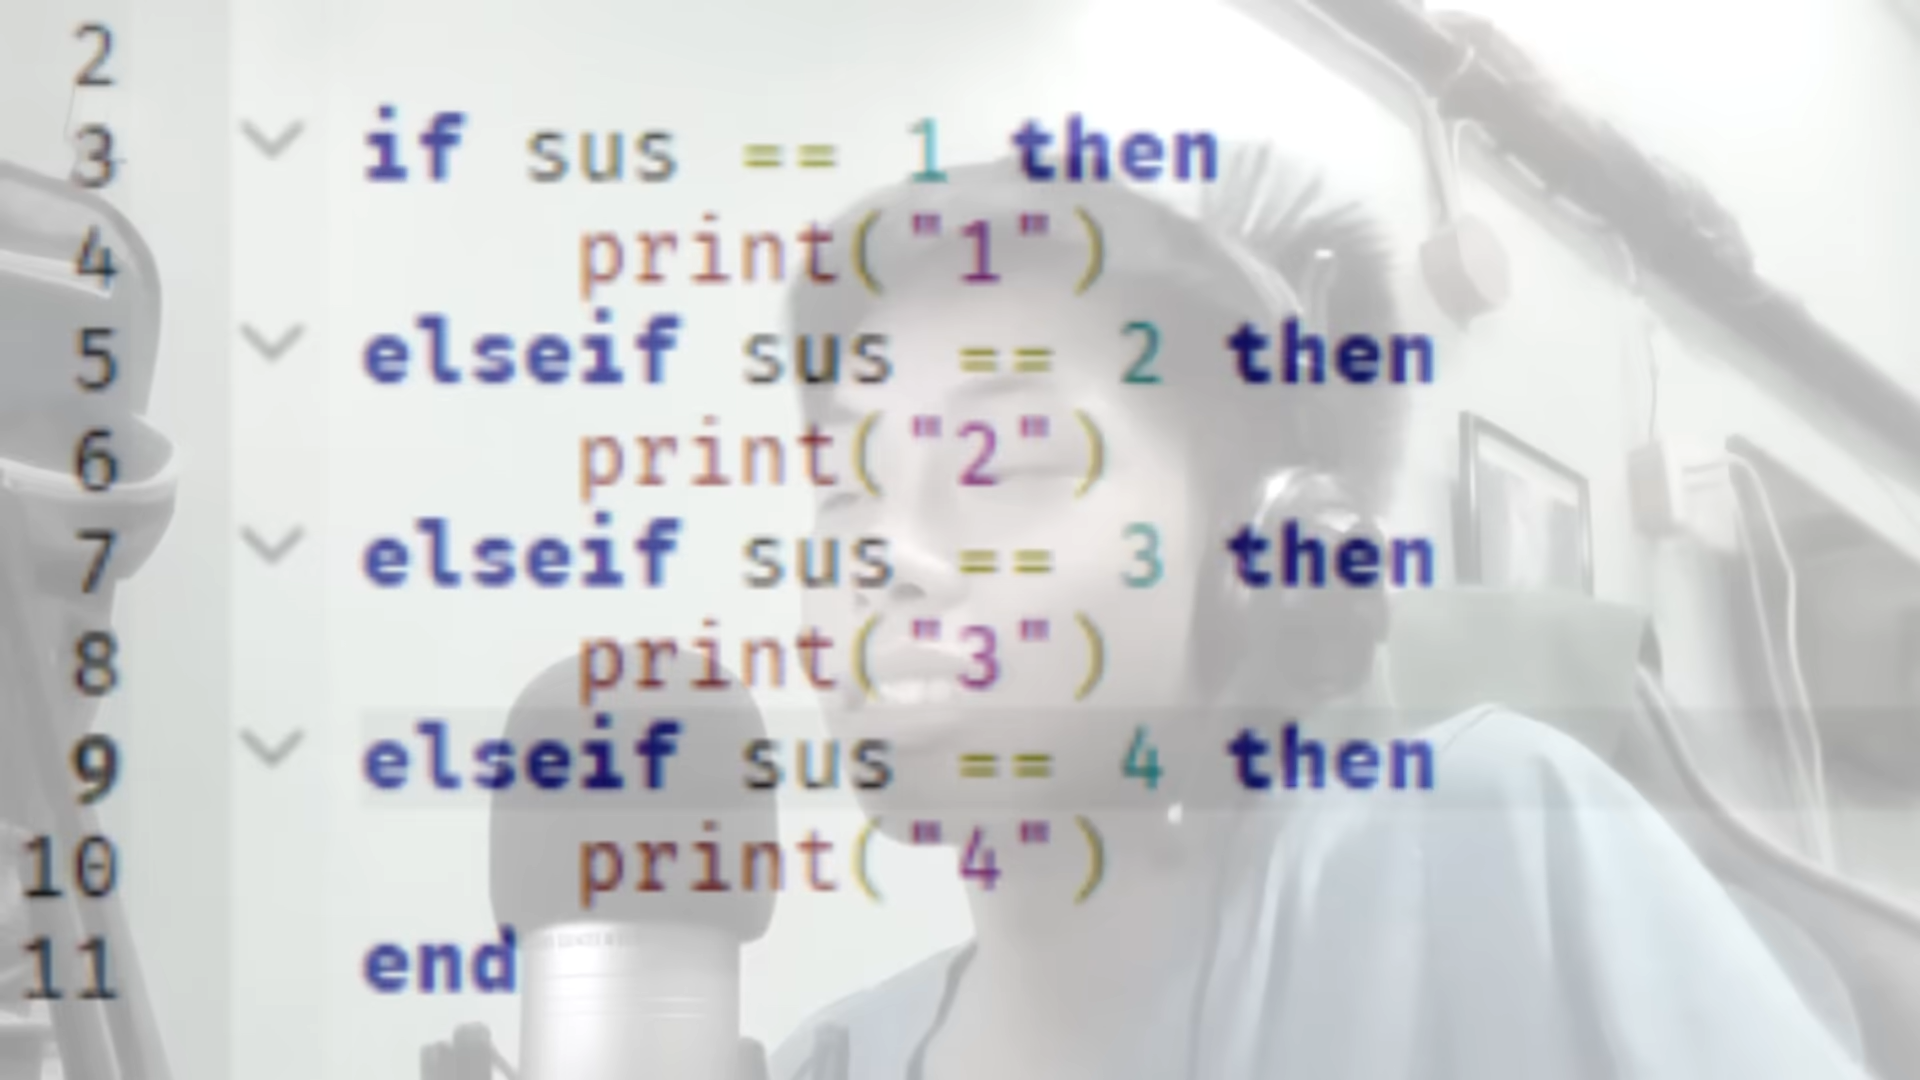 2
3 if sus == 1 then
4 print("1")
5 elseif sus == 2 then
6 print("2")
7 elseif sus == 3 then
8 print("3")
9 elseif sus == 4 then
10 print("4")
11 end